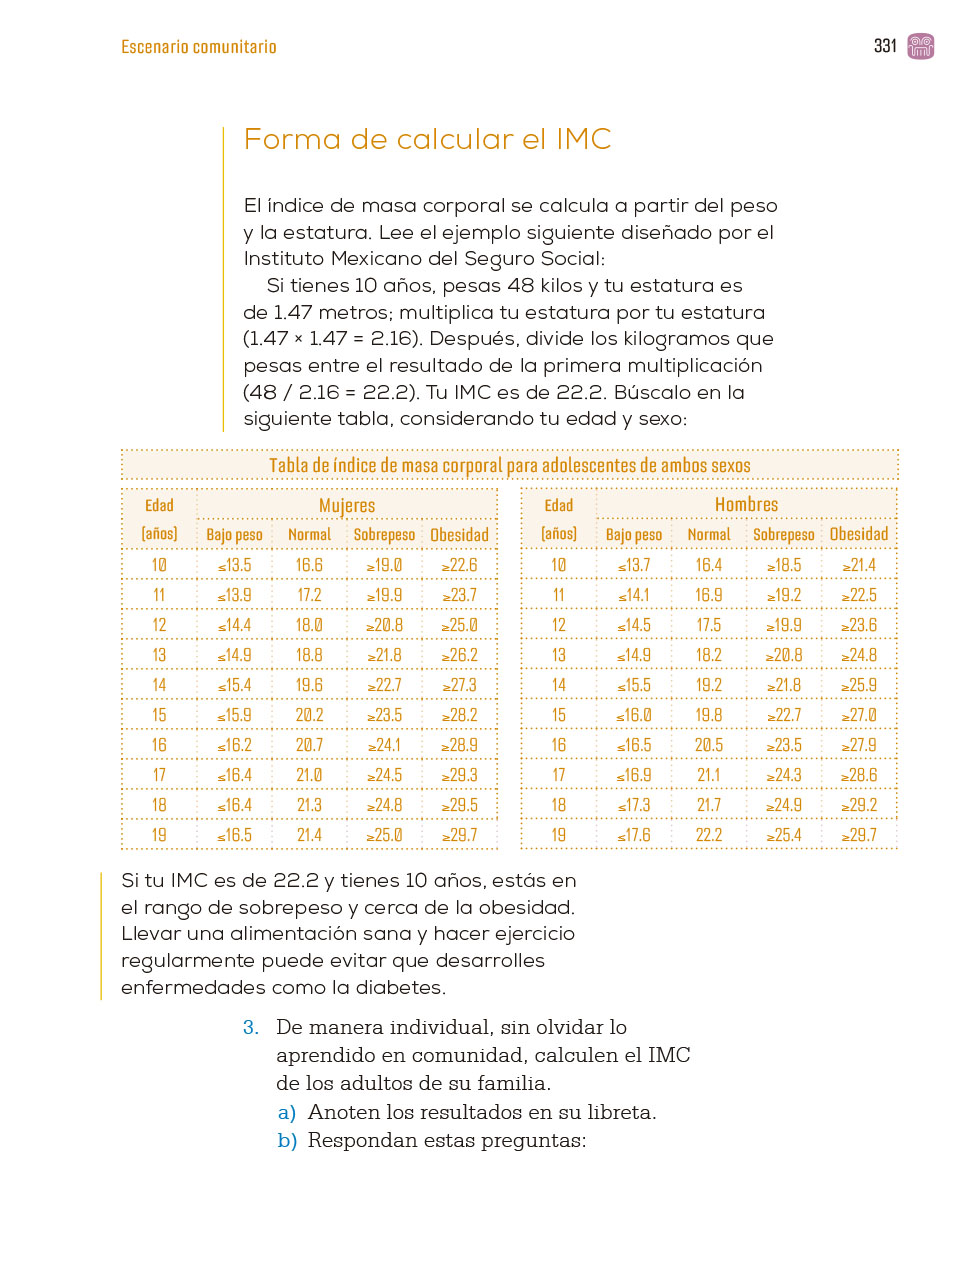 Escenario comunitario
331
Forma de calcular el IMC
El índice de masa corporal se calcula a partir del peso
y la estatura. Lee el ejemplo siguiente diseñado por el
Instituto Mexicano del Seguro Social:
Si tienes 10 años, pesas 48 kilos y tu estatura es
de 1.47 metros; multiplica tu estatura por tu estatura
(1.47 × 1.47 = 2.16). Después, divide los kilogramos que
pesas entre el resultado de la primera multiplicación
(48 / 2.16 = 22.2). Tu IMC es de 22.2. Búscalo en la
siguiente tabla, considerando tu edad y sexo:
Tabla de índice de masa corporal para adolescentes de ambos sexos
Edad (años) Mujeres
Bajo peso Normal Sobrepeso Obesidad
10 ≤13.5 16.6 ≥19.0 ≥22.6
11 ≤13.9 17.2 ≥19.9 ≥23.7
12 ≤14.4 18.0 ≥20.8 ≥25.0
13 ≤14.9 18.8 ≥21.8 ≥26.2
14 ≤15.4 19.6 ≥22.7 ≥27.3
15 ≤15.9 20.2 ≥23.5 ≥28.2
16 ≤16.2 20.7 ≥24.1 ≥28.9
17 ≤16.4 21.0 ≥24.5 ≥29.3
18 ≤16.4 21.3 ≥24.8 ≥29.5
19 ≤16.5 21.4 ≥25.0 ≥29.7
Edad (años) Hombres
Bajo peso Normal Sobrepeso Obesidad
10 ≤13.7 16.4 ≥18.5 ≥21.4
11 ≤14.1 16.9 ≥19.2 ≥22.5
12 ≤14.5 17.5 ≥19.9 ≥23.6
13 ≤14.9 18.2 ≥20.8 ≥24.8
14 ≤15.5 19.2 ≥21.8 ≥25.9
15 ≤16.0 19.8 ≥22.7 ≥27.0
16 ≤16.5 20.5 ≥23.5 ≥27.9
17 ≤16.9 21.1 ≥24.3 ≥28.6
18 ≤17.3 21.7 ≥24.9 ≥29.2
19 ≤17.6 22.2 ≥25.4 ≥29.7
Si tu IMC es de 22.2 y tienes 10 años, estás en
el rango de sobrepeso y cerca de la obesidad.
Llevar una alimentación sana y hacer ejercicio
regularmente puede evitar que desarrolles
enfermedades como la diabetes.
3. De manera individual, sin olvidar lo
aprendido en comunidad, calculen el IMC
de los adultos de su familia.
a) Anoten los resultados en su libreta.
b) Respondan estas preguntas: